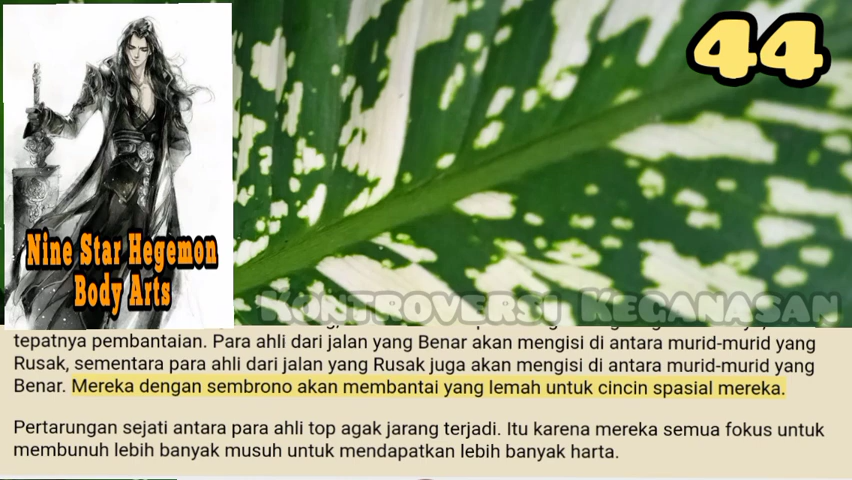 44
Nine Star Hegemon
Body Arts
Kontroversi Keganasan
tepatnya pembantaian. Para ahli dari jalan yang Benar akan mengisi di antara murid-murid yang
Rusak, sementara para ahli dari jalan yang Rusak juga akan mengisi di antara murid-murid yang
Benar. Mereka dengan sembrono akan membantai yang lemah untuk cincin spasial mereka.
Pertarungan sejati antara para ahli top agak jarang terjadi. Itu karena mereka semua fokus untuk
membunuh lebih banyak musuh untuk mendapatkan lebih banyak harta.